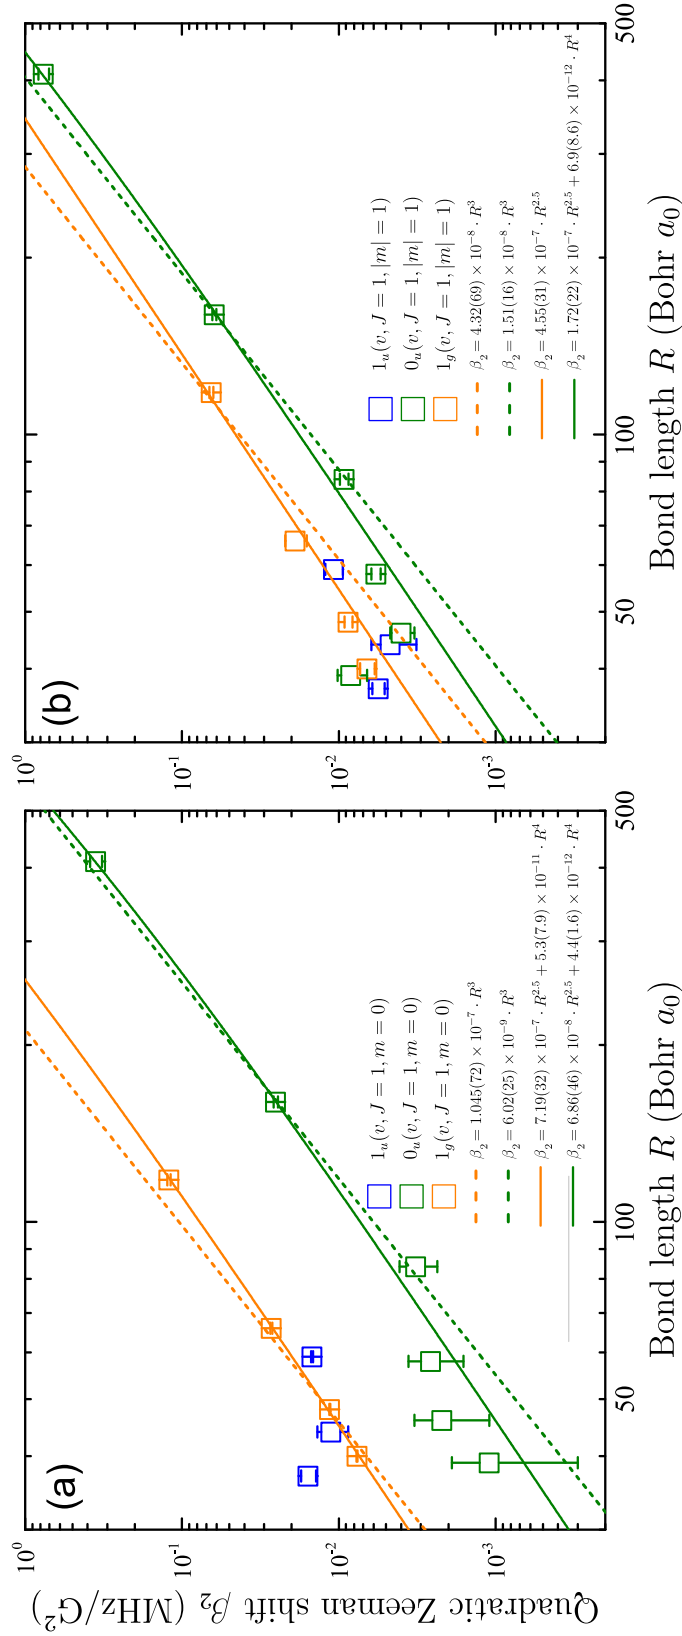 Quadratic Zeeman shift β₂ (MHz/G²)
(a)
10⁰
10⁻¹
10⁻²
10⁻³
1ᵤ(v, J = 1, m = 0)
0ᵤ(v, J = 1, m = 0)
1g(v, J = 1, m = 0)
β₂ = 1.045(72) × 10⁻⁷ · R³
β₂ = 6.02(25) × 10⁻⁹ · R³
β₂ = 7.19(32) × 10⁻⁷ · R²·⁵ + 5.3(7.9) × 10⁻¹¹ · R⁴
β₂ = 6.86(46) × 10⁻⁸ · R²·⁵ + 4.4(1.6) × 10⁻¹² · R⁴
50 100 500
Bond length R (Bohr a₀)
(b)
10⁰
10⁻¹
10⁻²
10⁻³
1ᵤ(v, J = 1, |m| = 1)
0ᵤ(v, J = 1, |m| = 1)
1g(v, J = 1, |m| = 1)
β₂ = 4.32(69) × 10⁻⁸ · R³
β₂ = 1.51(16) × 10⁻⁸ · R³
β₂ = 4.55(31) × 10⁻⁷ · R²·⁵
β₂ = 1.72(22) × 10⁻⁷ · R²·⁵ + 6.9(8.6) × 10⁻¹² · R⁴
50 100 500
Bond length R (Bohr a₀)